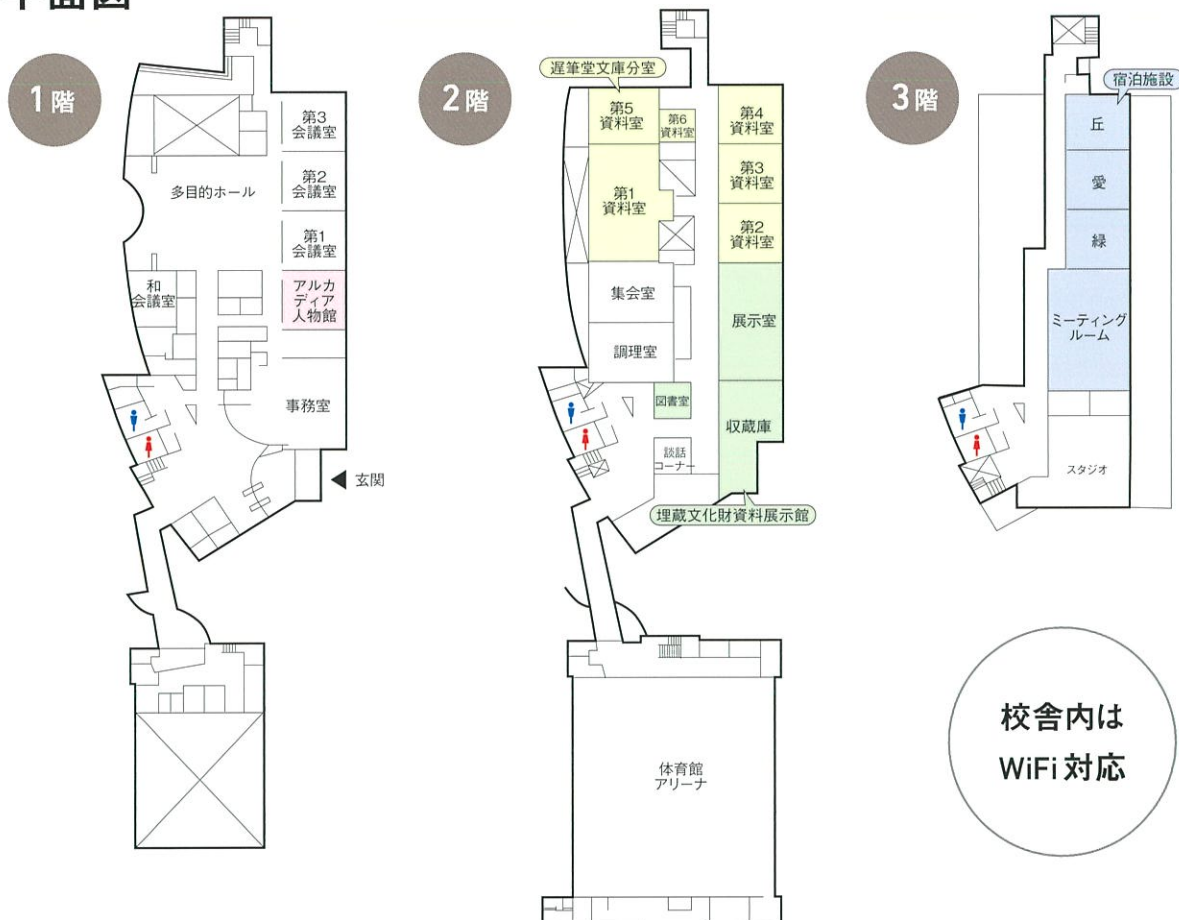 平面図
1階
第3
会議室
第2
会議室
多目的ホール
第1
会議室
和
会議室
アルカ
ディア
人物館
事務室
玄関
2階
遅筆堂文庫分室
第5
資料室
第6
資料室
第4
資料室
第3
資料室
第1
資料室
第2
資料室
集会室
展示室
調理室
図書室
収蔵庫
談話
コーナー
埋蔵文化財資料展示館
体育館
アリーナ
3階
宿泊施設
丘
愛
緑
ミーティング
ルーム
スタジオ
校舎内は
WiFi 対応